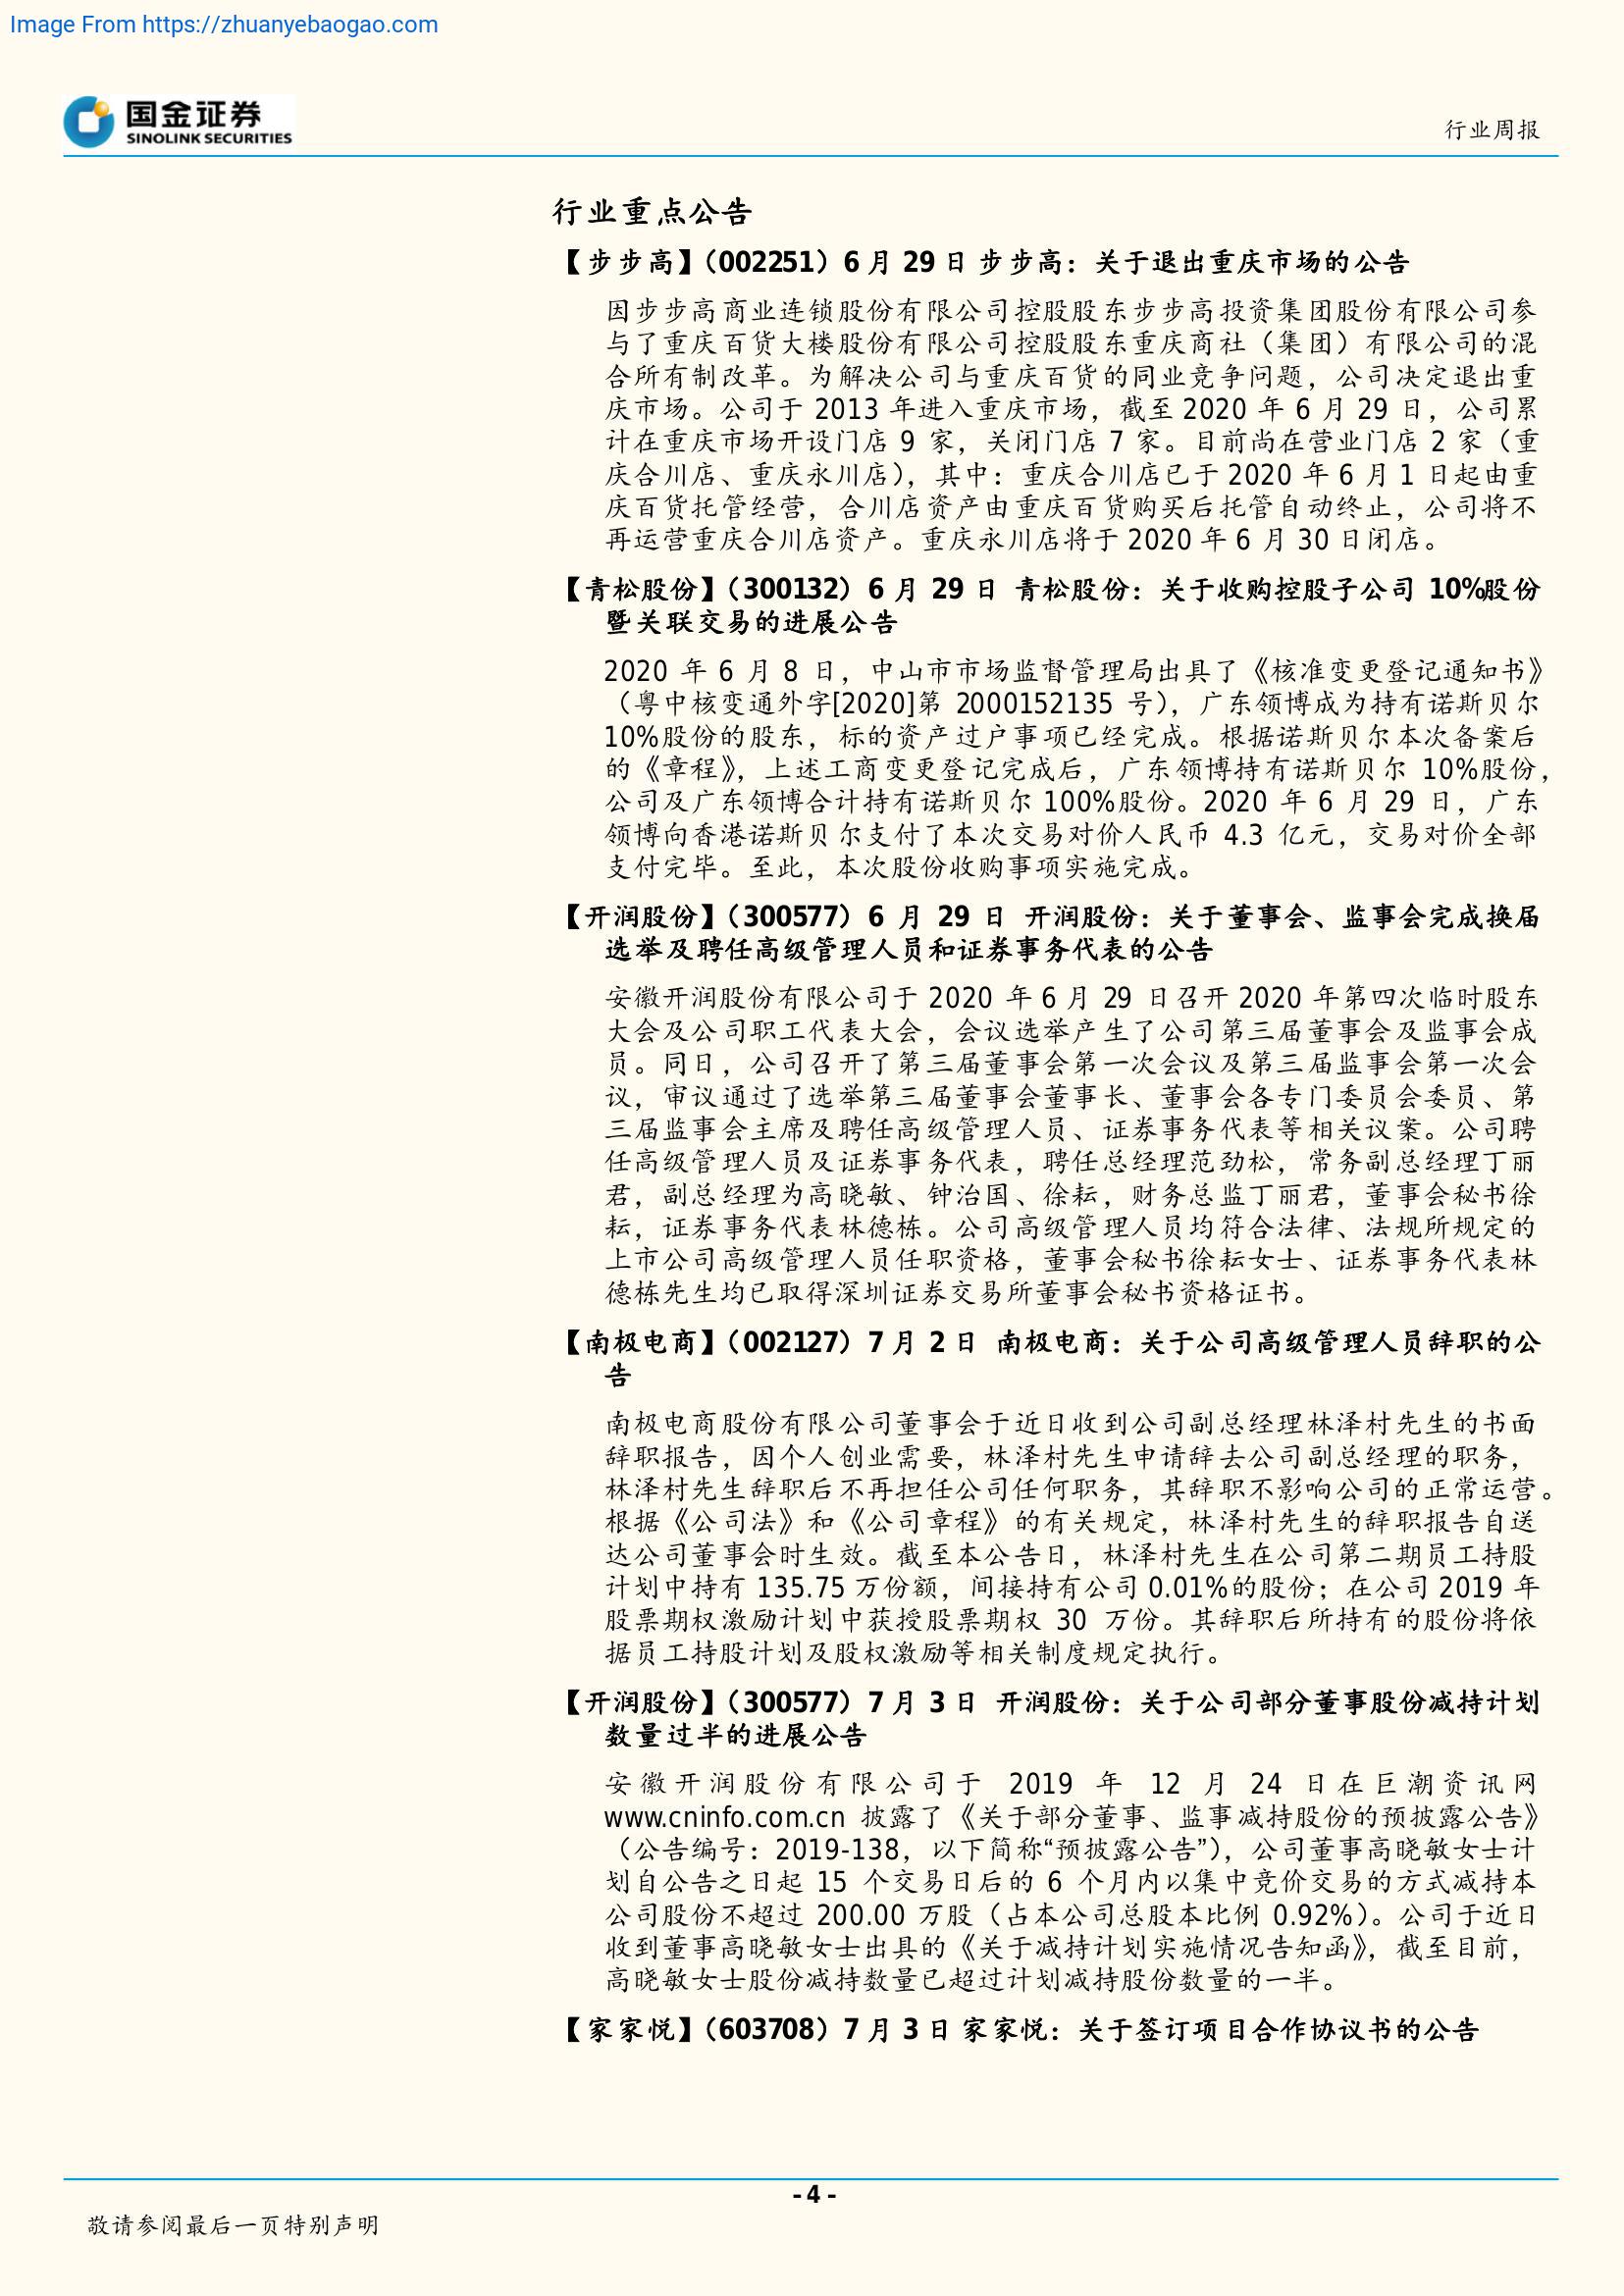 Image From https://zhuanyebaogao.com
国金证券
SINOLINK SECURITIES
行业周报
行业重点公告
【步步高】（002251）6 月 29 日 步步高：关于退出重庆市场的公告
因步步高商业连锁股份有限公司控股股东步步高投资集团股份有限公司参
与了重庆百货大楼股份有限公司控股股东重庆商社（集团）有限公司的混
合所有制改革。为解决公司与重庆百货的同业竞争问题，公司决定退出重
庆市场。公司于 2013 年进入重庆市场，截至 2020 年 6 月 29 日，公司累
计在重庆市场开设门店 9 家，关闭门店 7 家。目前尚在营业门店 2 家（重
庆合川店、重庆永川店），其中：重庆合川店已于 2020 年 6 月 1 日起由重
庆百货托管经营，合川店资产由重庆百货购买后托管自动终止，公司将不
再运营重庆合川店资产。重庆永川店将于 2020 年 6 月 30 日闭店。
【青松股份】（300132）6 月 29 日 青松股份：关于收购控股子公司 10%股份
暨关联交易的进展公告
2020 年 6 月 8 日，中山市市场监督管理局出具了《核准变更登记通知书》
（粤中核变通外字[2020]第 2000152135 号），广东领博成为持有诺斯贝尔
10%股份的股东，标的资产过户事项已经完成。根据诺斯贝尔本次备案后
的《章程》，上述工商变更登记完成后，广东领博持有诺斯贝尔 10%股份，
公司及广东领博合计持有诺斯贝尔 100%股份。2020 年 6 月 29 日，广东
领博向香港诺斯贝尔支付了本次交易对价人民币 4.3 亿元，交易对价全部
支付完毕。至此，本次股份收购事项实施完成。
【开润股份】（300577）6 月 29 日 开润股份：关于董事会、监事会完成换届
选举及聘任高级管理人员和证券事务代表的公告
安徽开润股份有限公司于 2020 年 6 月 29 日召开 2020 年第四次临时股东
大会及公司职工代表大会，会议选举产生了公司第三届董事会及监事会成
员。同日，公司召开了第三届董事会第一次会议及第三届监事会第一次会
议，审议通过了选举第三届董事会董事长、董事会各专门委员会委员、第
三届监事会主席及聘任高级管理人员、证券事务代表等相关议案。公司聘
任高级管理人员及证券事务代表，聘任总经理范劲松，常务副总经理丁丽
君，副总经理为高晓敏、钟治国、徐耘，财务总监丁丽君，董事会秘书徐
耘，证券事务代表林德栋。公司高级管理人员均符合法律、法规所规定的
上市公司高级管理人员任职资格，董事会秘书徐耘女士、证券事务代表林
德栋先生均已取得深圳证券交易所董事会秘书资格证书。
【南极电商】（002127）7 月 2 日 南极电商：关于公司高级管理人员辞职的公
告
南极电商股份有限公司董事会于近日收到公司副总经理林泽村先生的书面
辞职报告，因个人创业需要，林泽村先生申请辞去公司副总经理的职务，
林泽村先生辞职后不再担任公司任何职务，其辞职不影响公司的正常运营。
根据《公司法》和《公司章程》的有关规定，林泽村先生的辞职报告自送
达公司董事会时生效。截至本公告日，林泽村先生在公司第二期员工持股
计划中持有 135.75 万份额，间接持有公司 0.01%的股份；在公司 2019 年
股票期权激励计划中获授股票期权 30 万份。其辞职后所持有的股份将依
据员工持股计划及股权激励等相关制度规定执行。
【开润股份】（300577）7 月 3 日 开润股份：关于公司部分董事股份减持计划
数量过半的进展公告
安徽开润股份有限公司于 2019 年 12 月 24 日在巨潮资讯网
www.cninfo.com.cn 披露了《关于部分董事、监事减持股份的预披露公告》
（公告编号：2019-138，以下简称“预披露公告”），公司董事高晓敏女士计
划自公告之日起 15 个交易日后的 6 个月内以集中竞价交易的方式减持本
公司股份不超过 200.00 万股（占本公司总股本比例 0.92%）。公司于近日
收到董事高晓敏女士出具的《关于减持计划实施情况告知函》，截至目前，
高晓敏女士股份减持数量已超过计划减持股份数量的一半。
【家家悦】（603708）7 月 3 日 家家悦：关于签订项目合作协议书的公告
- 4 -
敬请参阅最后一页特别声明